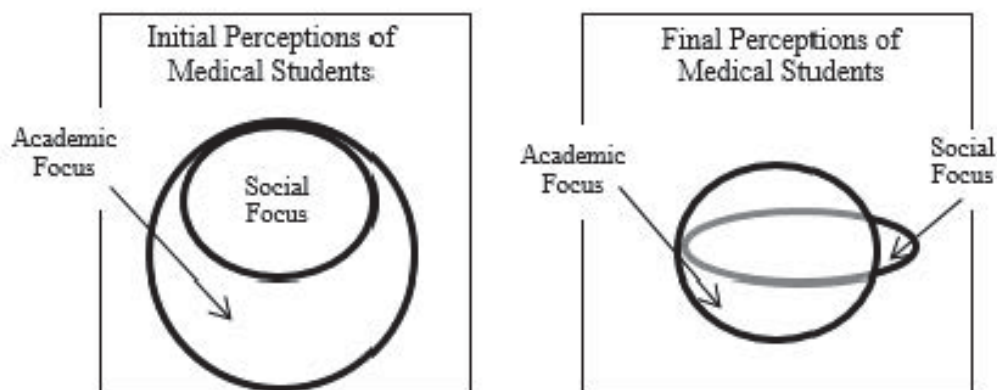 Initial Perceptions of
Medical Students
Academic
Focus
Social
Focus
Final Perceptions of
Medical Students
Academic
Focus
Social
Focus